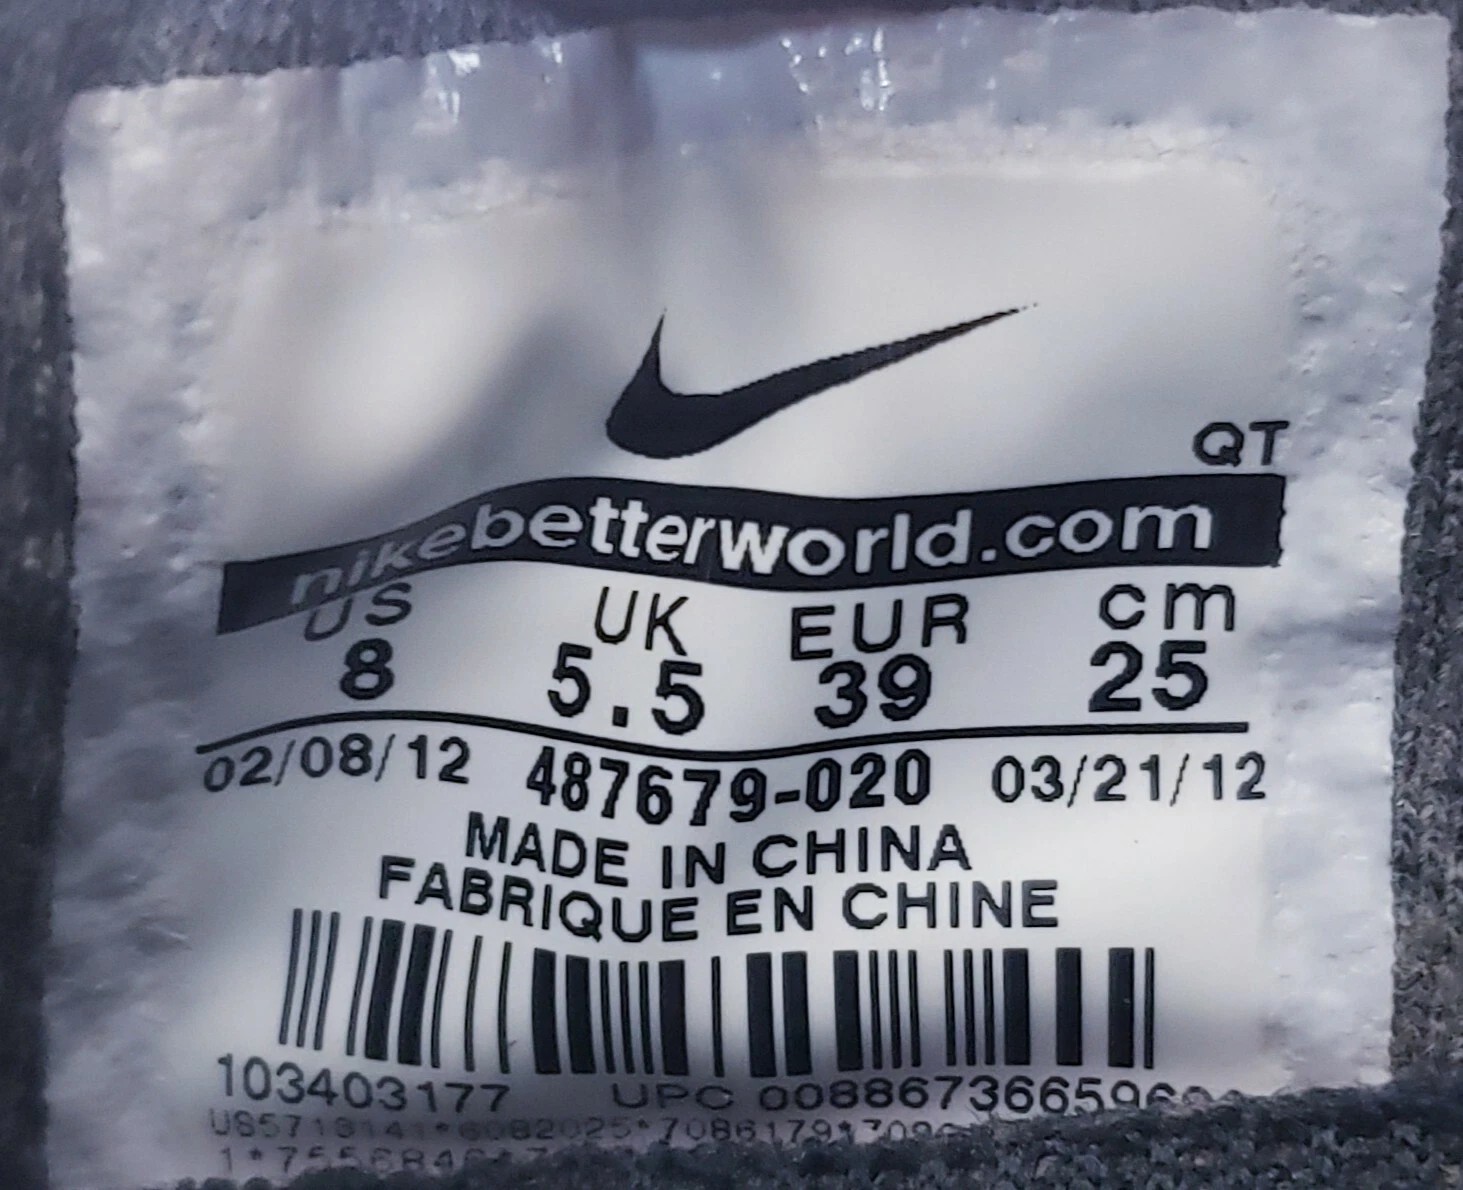 QT
nikebetterworld.com
US UK EUR cm
8 5.5 39 25
02/08/12 487679-020 03/21/12
MADE IN CHINA
FABRIQUE EN CHINE
103403177 UPC